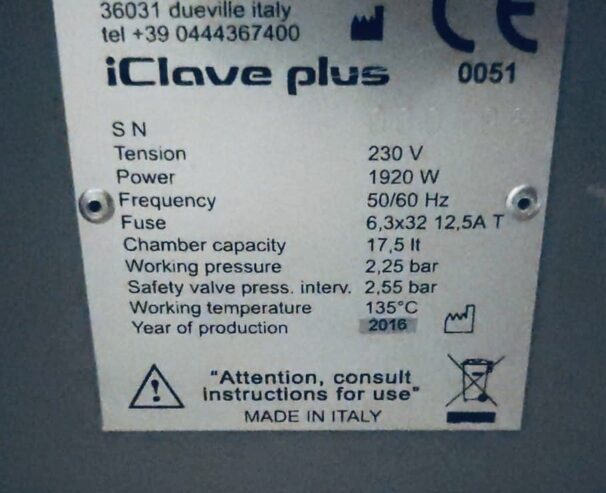 36031 dueville italy
tel +39 0444367400
iClave plus
CE
0051
S N
Tension 230 V
Power 1920 W
Frequency 50/60 Hz
Fuse 6,3x32 12,5A T
Chamber capacity 17,5 lt
Working pressure 2,25 bar
Safety valve press. interv. 2,55 bar
Working temperature 135°C
Year of production 2016
"Attention, consult
instructions for use"
MADE IN ITALY